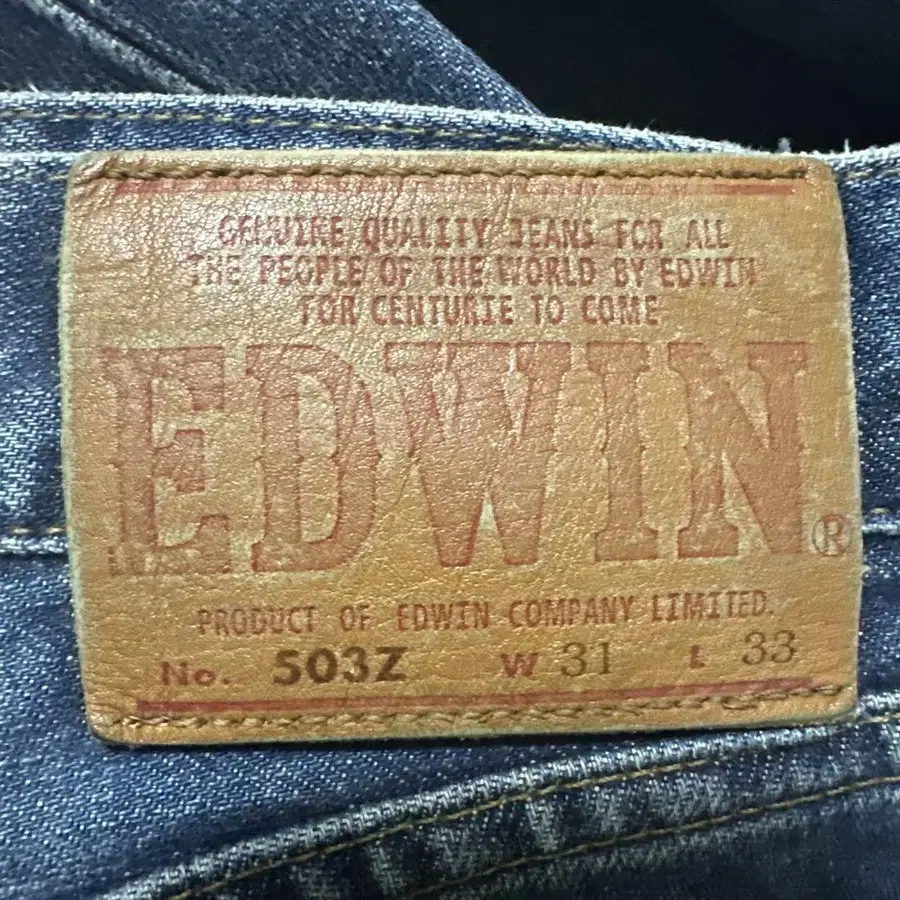 GENUINE QUALITY JEANS FOR ALL
THE PEOPLE OF THE WORLD BY EDWIN
FOR CENTURIE TO COME
EDWIN®
PRODUCT OF EDWIN COMPANY LIMITED.
No. 503Z W 31 L 33